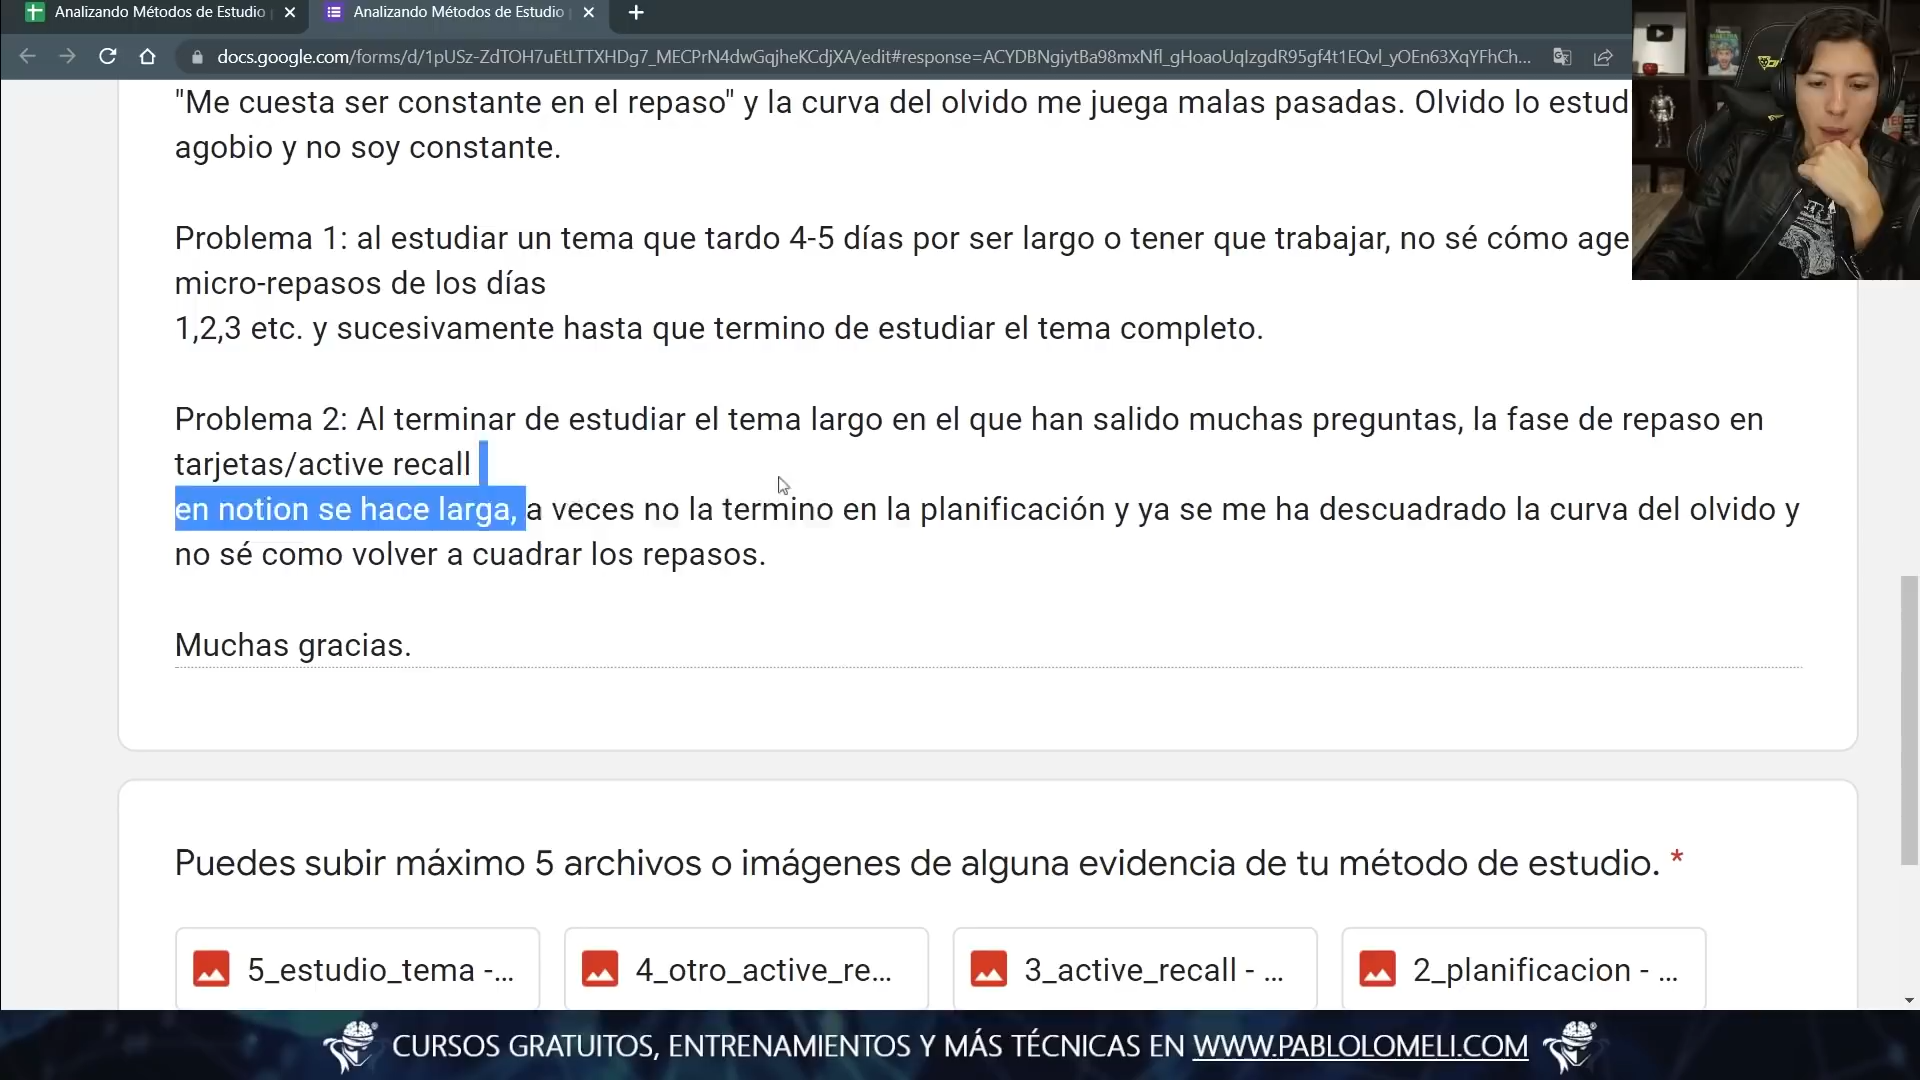 Analizando Métodos de Estudio
Analizando Métodos de Estudio
docs.google.com/forms/d/1pUSz-ZdTOH7uEtLTTXHDg7_MECPrN4dwGqjheKCdjXA/edit#response=ACYDBNgiytBa98mxNfl_gHoaoUqIzgdR95gf4t1EQvl_yOEn63XqYFhCh...
"Me cuesta ser constante en el repaso" y la curva del olvido me juega malas pasadas. Olvido lo estud
agobio y no soy constante.
Problema 1: al estudiar un tema que tardo 4-5 días por ser largo o tener que trabajar, no sé cómo age
micro-repasos de los días
1,2,3 etc. y sucesivamente hasta que termino de estudiar el tema completo.
Problema 2: Al terminar de estudiar el tema largo en el que han salido muchas preguntas, la fase de repaso en
tarjetas/active recall
en notion se hace larga, a veces no la termino en la planificación y ya se me ha descuadrado la curva del olvido y
no sé como volver a cuadrar los repasos.
Muchas gracias.
Puedes subir máximo 5 archivos o imágenes de alguna evidencia de tu método de estudio. *
5_estudio_tema -...
4_otro_active_re...
3_active_recall - ...
2_planificacion - ...
CURSOS GRATUITOS, ENTRENAMIENTOS Y MÁS TÉCNICAS EN WWW.PABLOLOMELI.COM